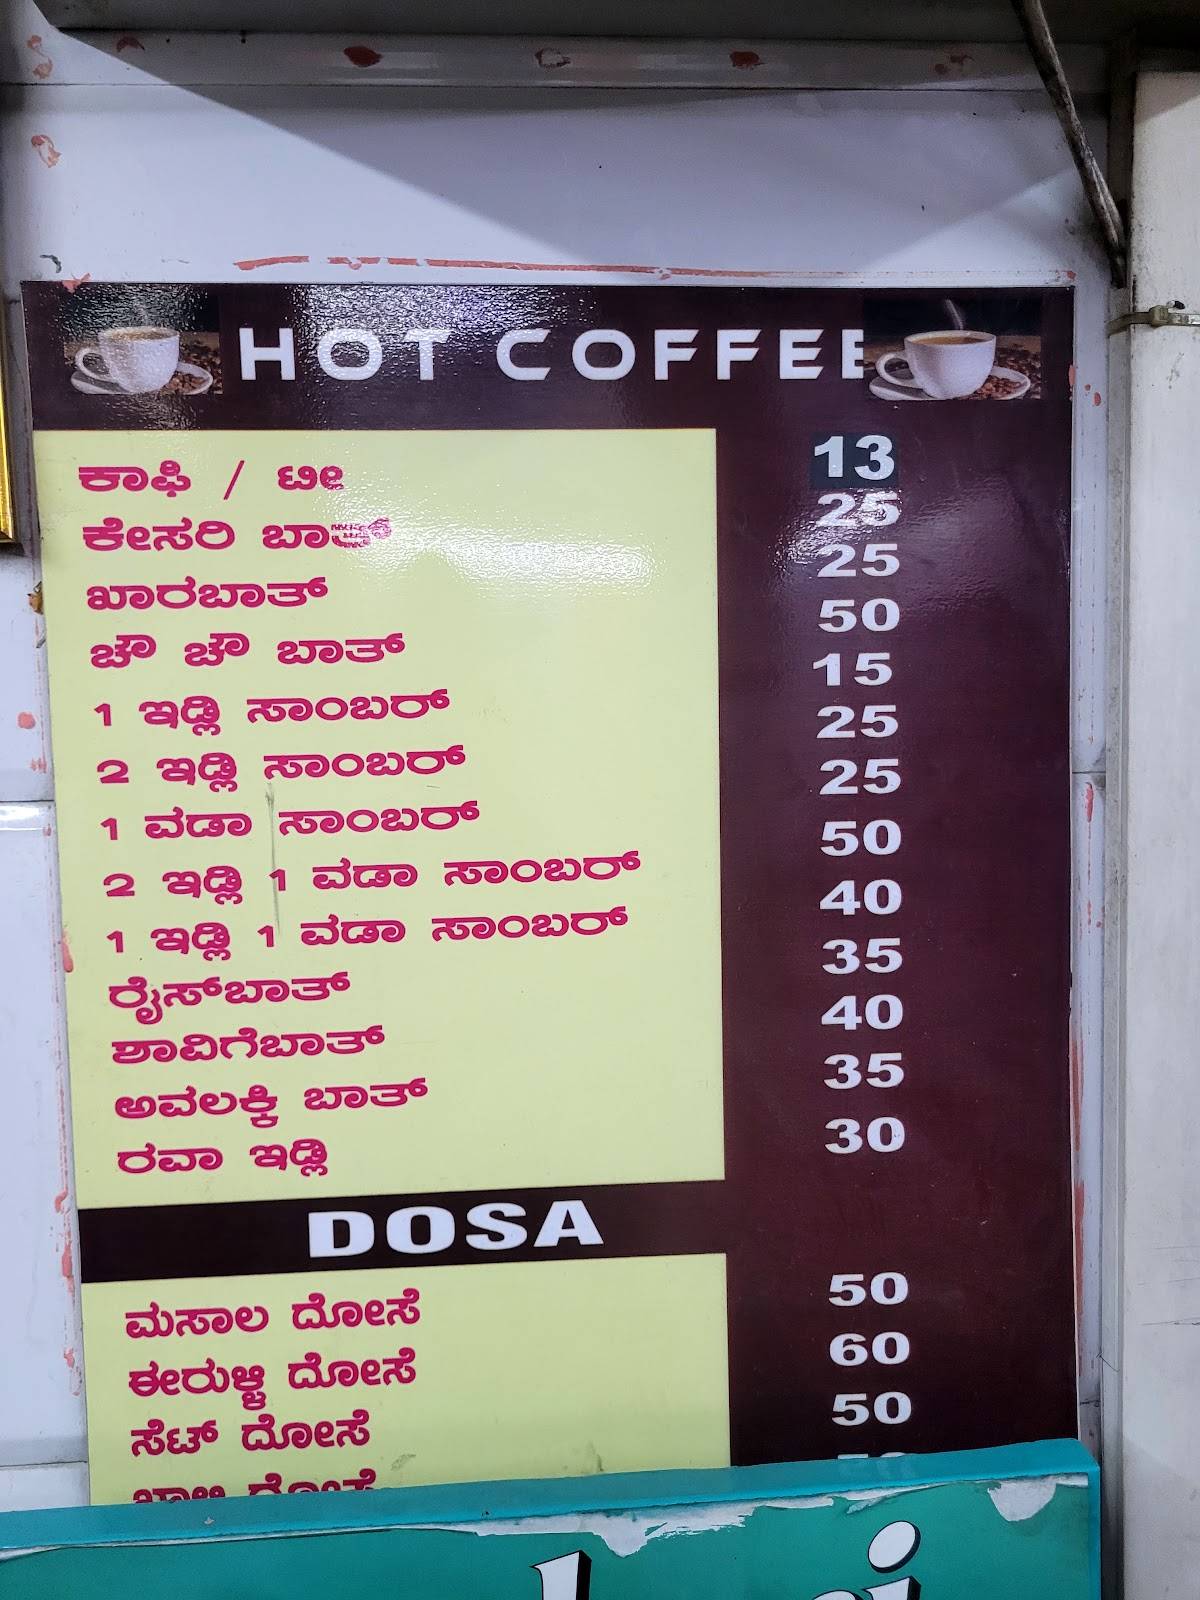 HOT COFFEE
ಕಾಫಿ / ಟೀ 13
ಕೇಸರಿ ಬಾತ್ 25
ಖಾರಬಾತ್ 25
ಚೌ ಚೌ ಬಾತ್ 50
1 ಇಡ್ಲಿ ಸಾಂಬರ್ 15
2 ಇಡ್ಲಿ ಸಾಂಬರ್ 25
1 ವಡಾ ಸಾಂಬರ್ 25
2 ಇಡ್ಲಿ 1 ವಡಾ ಸಾಂಬರ್ 50
1 ಇಡ್ಲಿ 1 ವಡಾ ಸಾಂಬರ್ 40
ರೈಸ್‌ಬಾತ್ 35
ಶಾವಿಗೆಬಾತ್ 40
ಅವಲಕ್ಕಿ ಬಾತ್ 35
ರವಾ ಇಡ್ಲಿ 30
DOSA
ಮಸಾಲ ದೋಸೆ 50
ಈರುಳ್ಳಿ ದೋಸೆ 60
ಸೆಟ್ ದೋಸೆ 50
ಖಾಲಿ ದೋಸೆ